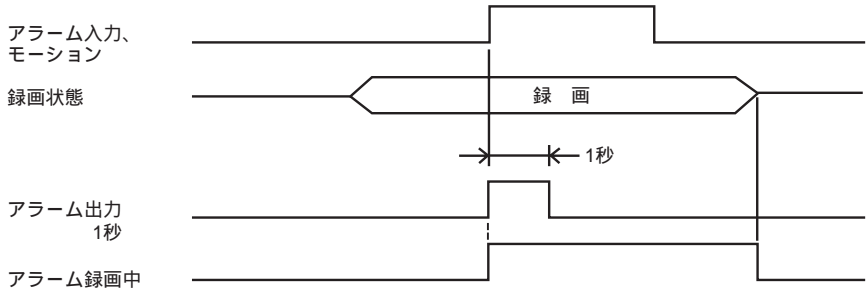 アラーム入力、
モーション
録画状態
録 画
1秒
アラーム出力
1秒
アラーム録画中